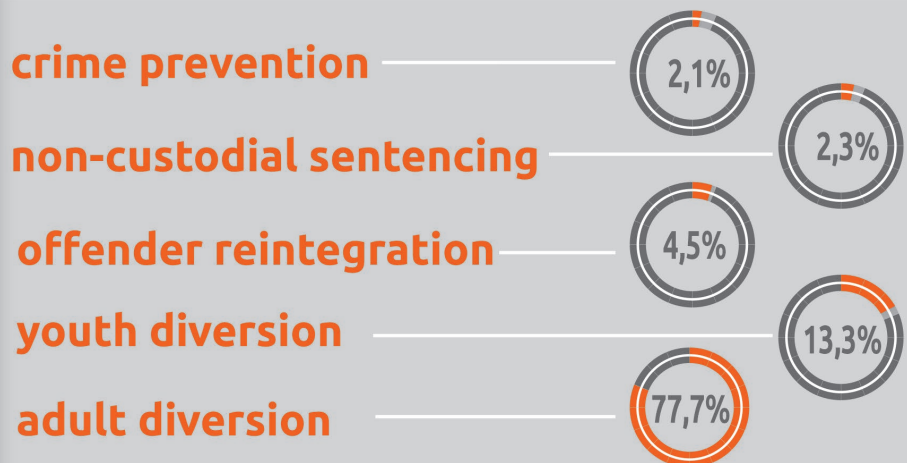 crime prevention 2,1%
non-custodial sentencing 2,3%
offender reintegration 4,5%
youth diversion 13,3%
adult diversion 77,7%